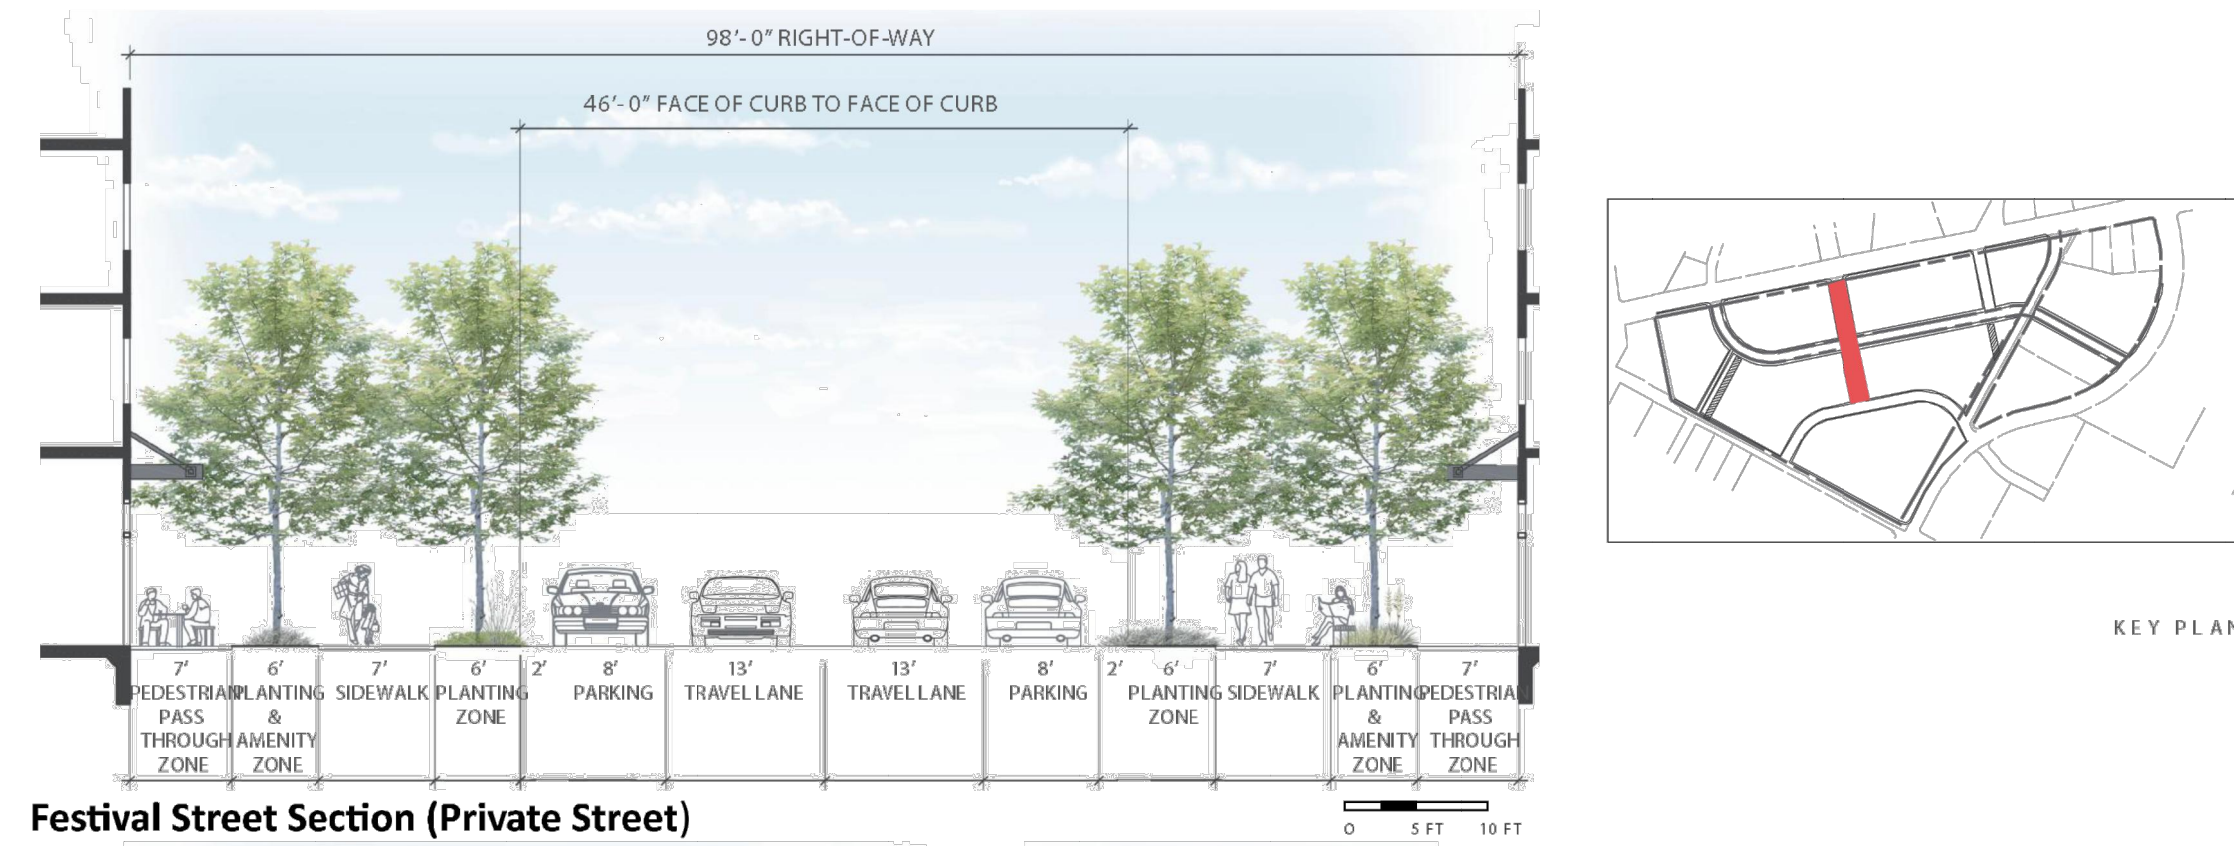 98'-0" RIGHT-OF-WAY
46'-0" FACE OF CURB TO FACE OF CURB
7' 6' 7' 6' 2' 8' 13' 13' 8' 2' 6' 7' 6' 7'
PEDESTRIAN PLANTING SIDEWALK PLANTING PARKING TRAVEL LANE TRAVEL LANE PARKING PLANTING SIDEWALK PLANTING PEDESTRIAN
PASS & ZONE ZONE & PASS
THROUGH AMENITY AMENITY THROUGH
ZONE ZONE ZONE ZONE
KEY PLAN
Festival Street Section (Private Street)
0 5 FT 10 FT